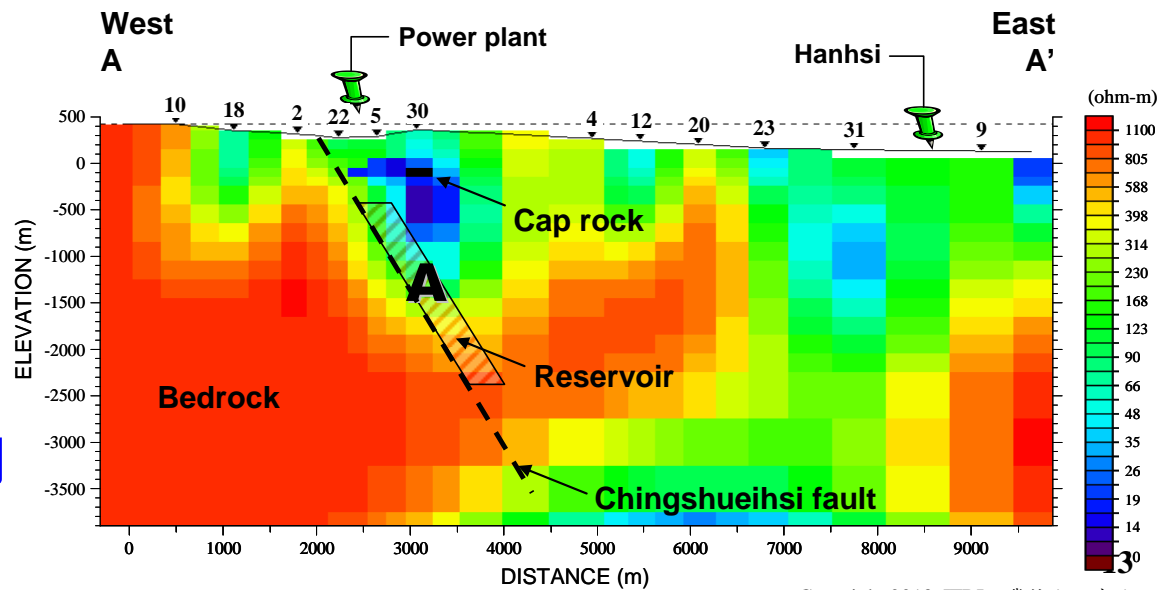 West
A
Power plant
Hanhsi
East
A'
(ohm-m)
10 18 2 22 5 30 4 12 20 23 31 9
500
0
-500
-1000
-1500
-2000
-2500
-3000
-3500
ELEVATION (m)
Cap rock
A
Reservoir
Bedrock
Chingshueihsi fault
0 1000 2000 3000 4000 5000 6000 7000 8000 9000
DISTANCE (m)
1100
805
588
398
314
230
168
123
90
66
48
35
26
19
14
13